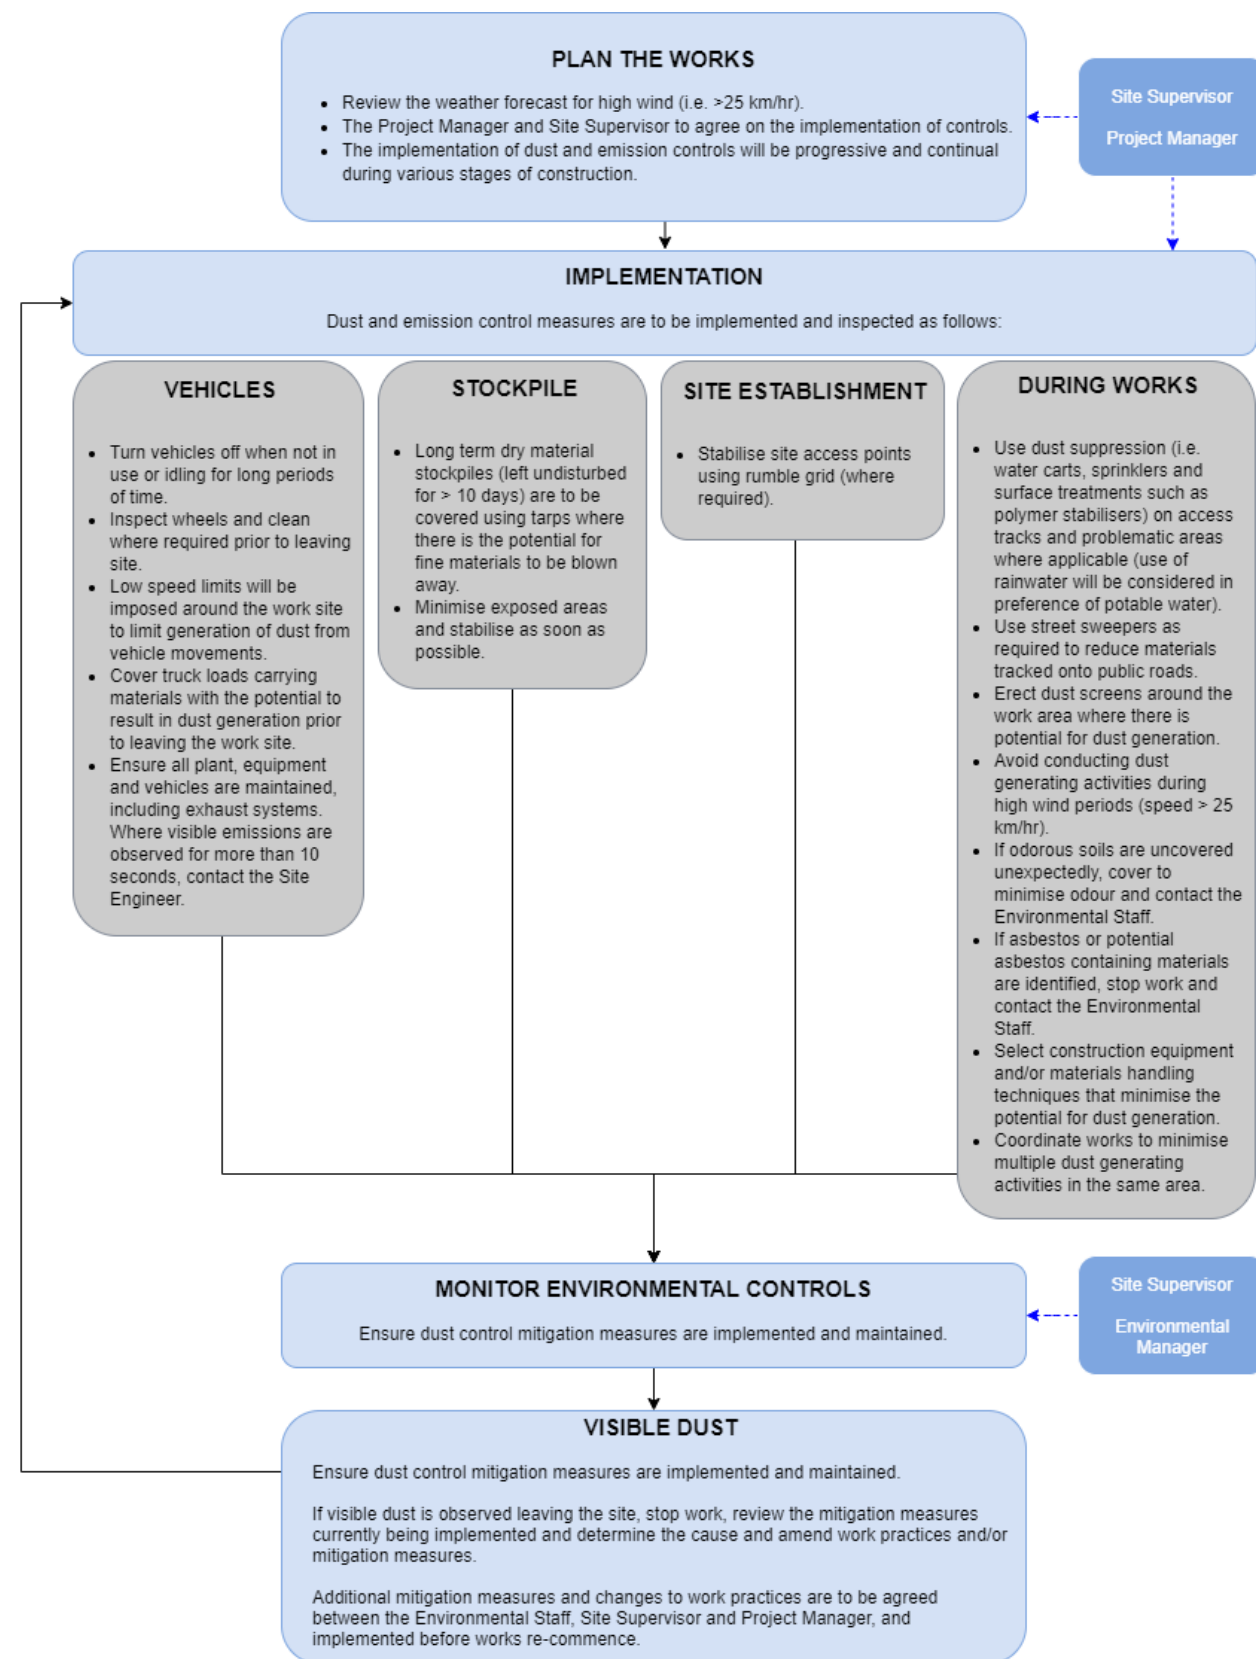 PLAN THE WORKS
• Review the weather forecast for high wind (i.e. >25 km/hr).
• The Project Manager and Site Supervisor to agree on the implementation of controls.
• The implementation of dust and emission controls will be progressive and continual
during various stages of construction.
Site Supervisor
Project Manager
IMPLEMENTATION
Dust and emission control measures are to be implemented and inspected as follows:
VEHICLES
• Turn vehicles off when not in
use or idling for long periods
of time.
• Inspect wheels and clean
where required prior to leaving
site.
• Low speed limits will be
imposed around the work site
to limit generation of dust from
vehicle movements.
• Cover truck loads carrying
materials with the potential to
result in dust generation prior
to leaving the work site.
• Ensure all plant, equipment
and vehicles are maintained,
including exhaust systems.
Where visible emissions are
observed for more than 10
seconds, contact the Site
Engineer.
STOCKPILE
• Long term dry material
stockpiles (left undisturbed
for > 10 days) are to be
covered using tarps where
there is the potential for
fine materials to be blown
away.
• Minimise exposed areas
and stabilise as soon as
possible.
SITE ESTABLISHMENT
• Stabilise site access points
using rumble grid (where
required).
DURING WORKS
• Use dust suppression (i.e.
water carts, sprinklers and
surface treatments such as
polymer stabilisers) on access
tracks and problematic areas
where applicable (use of
rainwater will be considered in
preference of potable water).
• Use street sweepers as
required to reduce materials
tracked onto public roads.
• Erect dust screens around the
work area where there is
potential for dust generation.
• Avoid conducting dust
generating activities during
high wind periods (speed > 25
km/hr).
• If odorous soils are uncovered
unexpectedly, cover to
minimise odour and contact the
Environmental Staff.
• If asbestos or potential
asbestos containing materials
are identified, stop work and
contact the Environmental
Staff.
• Select construction equipment
and/or materials handling
techniques that minimise the
potential for dust generation.
• Coordinate works to minimise
multiple dust generating
activities in the same area.
MONITOR ENVIRONMENTAL CONTROLS
Ensure dust control mitigation measures are implemented and maintained.
Site Supervisor
Environmental
Manager
VISIBLE DUST
Ensure dust control mitigation measures are implemented and maintained.
If visible dust is observed leaving the site, stop work, review the mitigation measures
currently being implemented and determine the cause and amend work practices and/or
mitigation measures.
Additional mitigation measures and changes to work practices are to be agreed
between the Environmental Staff, Site Supervisor and Project Manager, and
implemented before works re-commence.